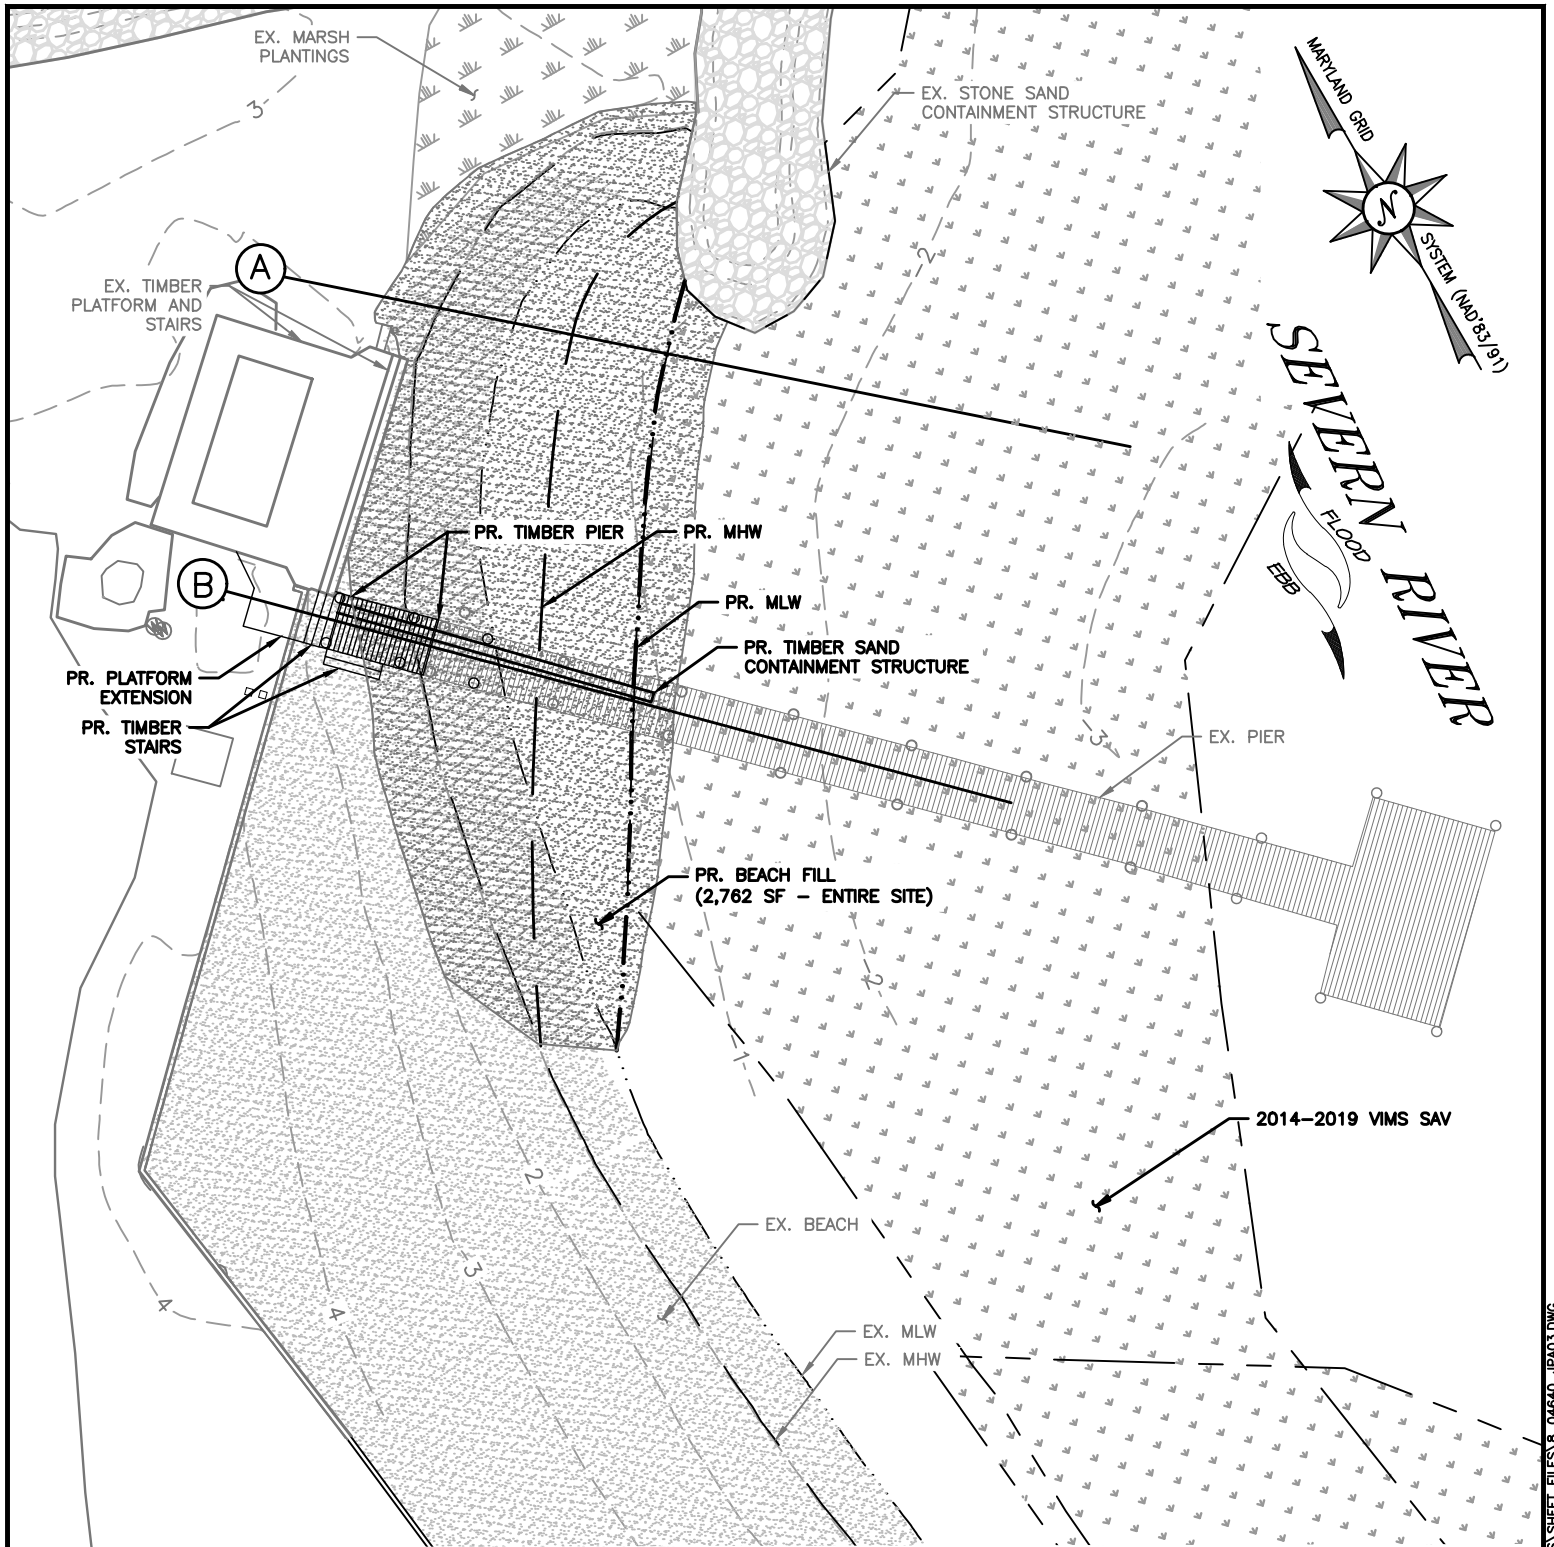 EX. MARSH
PLANTINGS
3
EX. STONE SAND
CONTAINMENT STRUCTURE
MARYLAND GRID
N
SYSTEM (NAD'83/91)
A
2
EX. TIMBER
PLATFORM AND
STAIRS
SEVERN RIVER
FLOOD
EBB
PR. TIMBER PIER
PR. MHW
B
PR. MLW
PR. TIMBER SAND
CONTAINMENT STRUCTURE
PR. PLATFORM
EXTENSION
PR. TIMBER
STAIRS
3
EX. PIER
PR. BEACH FILL
(2,762 SF - ENTIRE SITE)
2
1
2014-2019 VIMS SAV
2
EX. BEACH
3
4
4
EX. MLW
EX. MHW